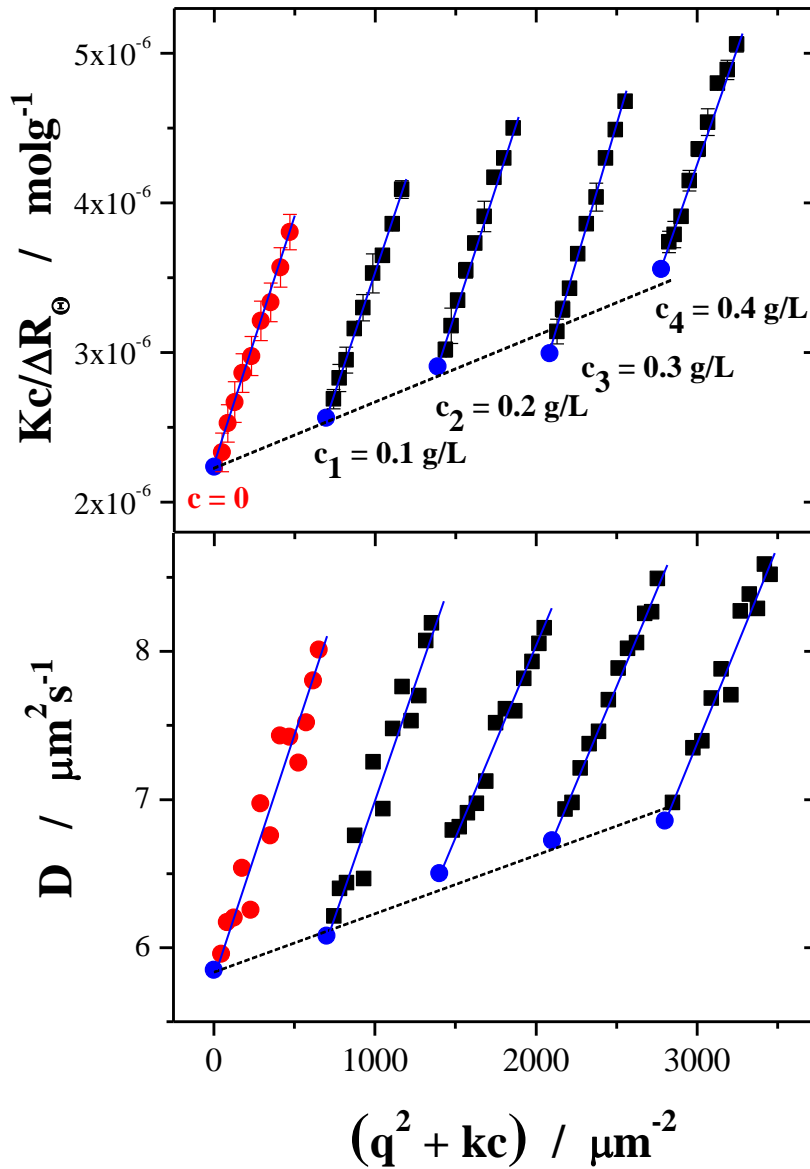 Kc/ΔR_Θ / molg⁻¹
5x10⁻⁶
4x10⁻⁶
3x10⁻⁶
2x10⁻⁶
c₄ = 0.4 g/L
c₃ = 0.3 g/L
c₂ = 0.2 g/L
c₁ = 0.1 g/L
c = 0
D / μm²s⁻¹
8
7
6
0 1000 2000 3000
(q² + kc) / μm⁻²